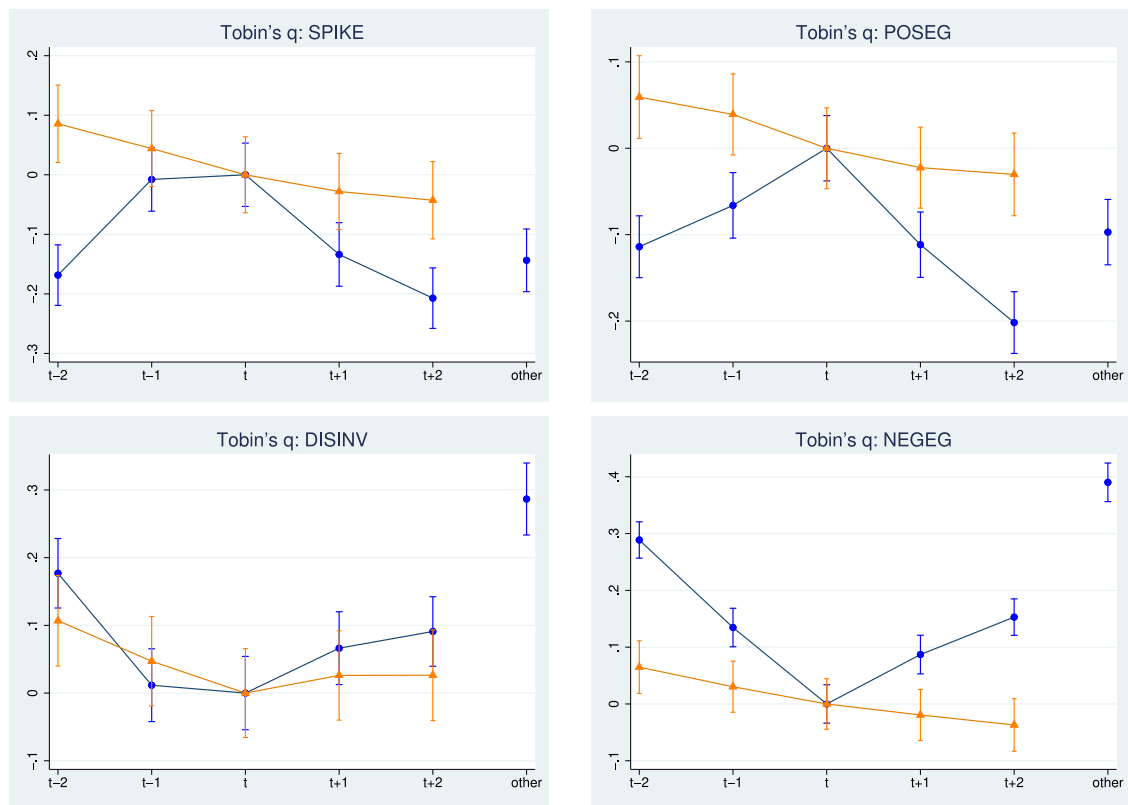 Tobin's q: SPIKE
.2
.1
0
−.1
−.2
−.3
t−2 t−1 t t+1 t+2 other
Tobin's q: POSEG
.1
0
−.1
−.2
t−2 t−1 t t+1 t+2 other
Tobin's q: DISINV
.3
.2
.1
0
−.1
t−2 t−1 t t+1 t+2 other
Tobin's q: NEGEG
.4
.3
.2
.1
0
−.1
t−2 t−1 t t+1 t+2 other